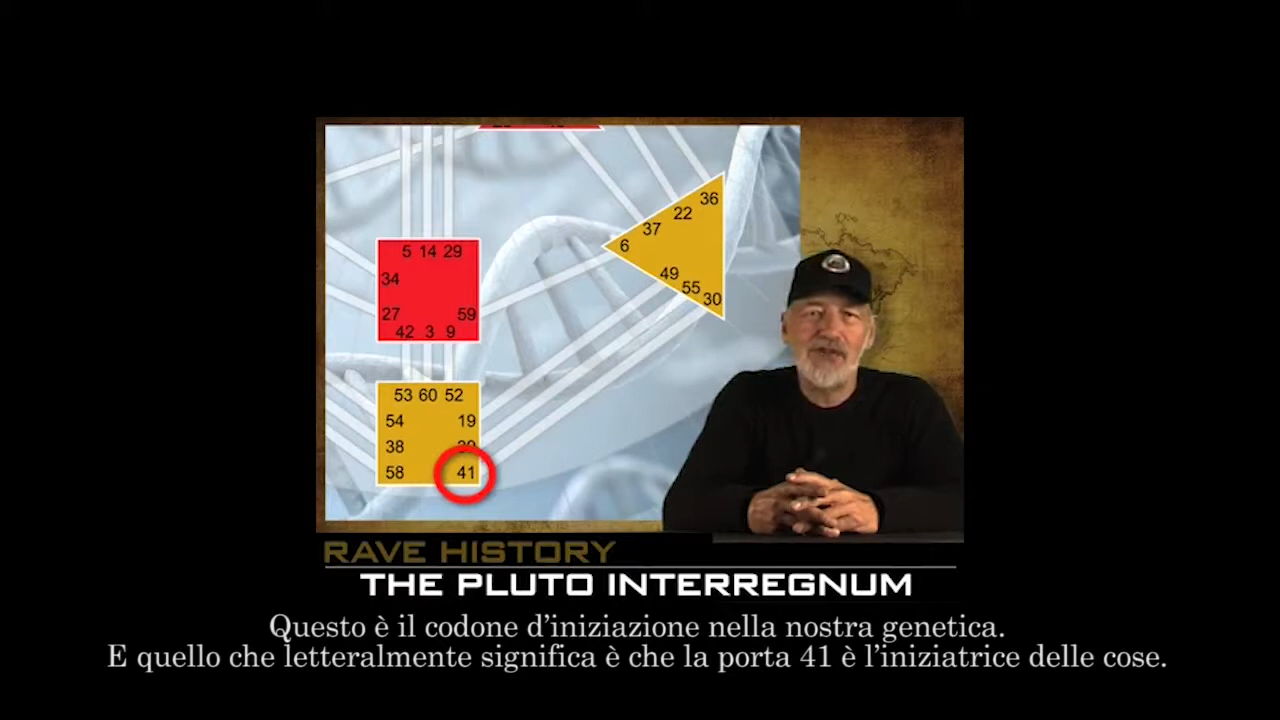 36
22
37
6
49
55
30
5 14 29
34
27 59
42 3 9
53 60 52
54 19
38 39
58 41
RAVE HISTORY
THE PLUTO INTERREGNUM
Questo è il codone d’iniziazione nella nostra genetica.
E quello che letteralmente significa è che la porta 41 è l’iniziatrice delle cose.